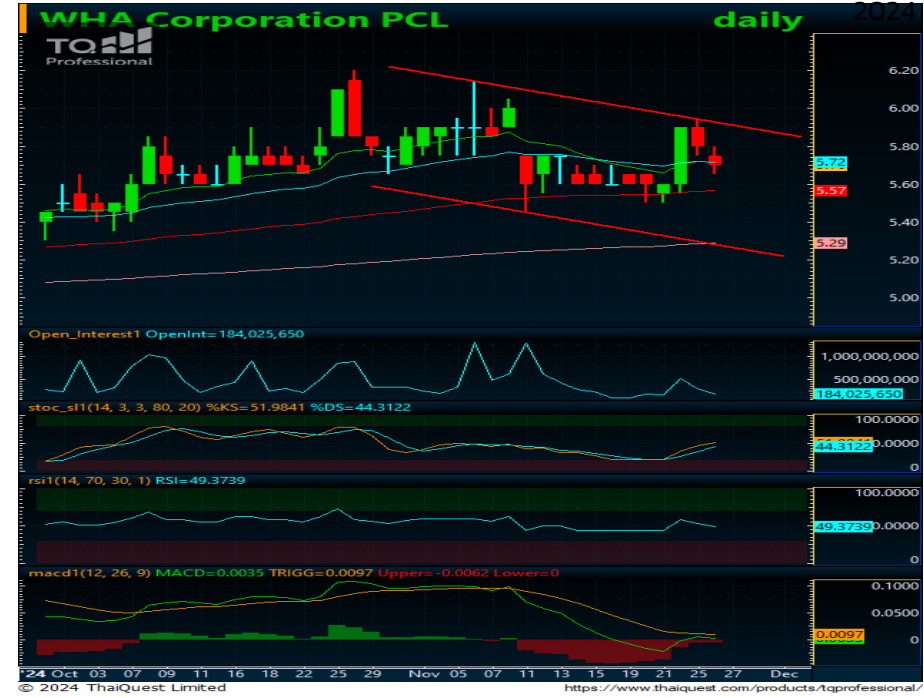 WHA Corporation PCL daily 2024
TQ
Professional
6.20
6.00
5.80
5.72
5.60
5.57
5.40
5.29
5.20
5.00
Open_Interest1 OpenInt=184,025,650
1,000,000,000
500,000,000
184,025,650
stoc_sl1(14, 3, 3, 80, 20) %KS=51.9841 %DS=44.3122
100.0000
44.3122
0
rsi1(14, 70, 30, 1) RSI=49.3739
100.0000
49.3739
0
macd1(12, 26, 9) MACD=0.0035 TRIGG=0.0097 Upper=-0.0062 Lower=0
0.1000
0.0500
0.0097
0
'24 Oct 03 07 09 11 16 18 22 25 29 Nov 05 07 11 13 15 19 21 25 27 Dec
© 2024 ThaiQuest Limited https://www.thaiquest.com/products/tqprofessional/